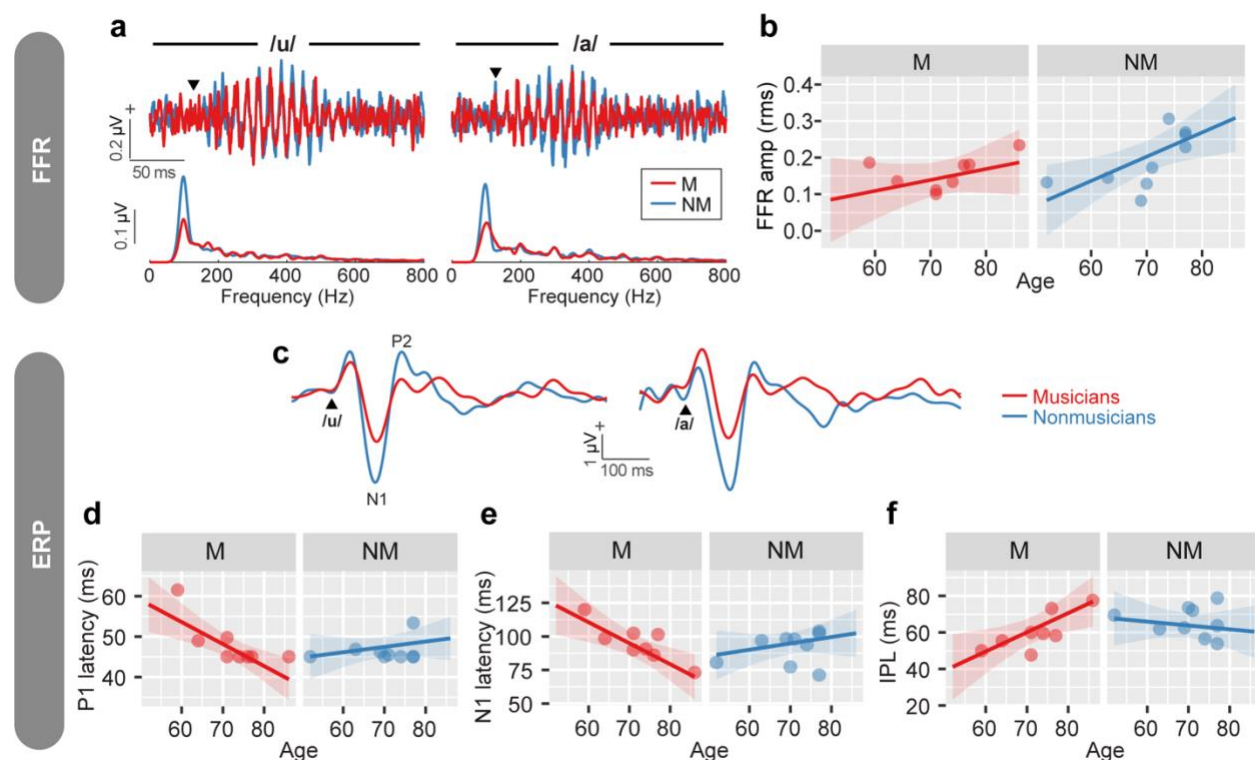 FFR
a
/u/
/a/
0.2 µV
+
50 ms
M
NM
0.1 µV
0 200 400 600 800
0 200 400 600 800
Frequency (Hz)
Frequency (Hz)
b
M NM
FFR amp (rms)
0.4
0.3
0.2
0.1
0.0
60 70 80
60 70 80
Age
ERP
c
P2
N1
/u/
/a/
1 µV
+
100 ms
Musicians
Nonmusicians
d
M NM
P1 latency (ms)
60
50
40
60 70 80
60 70 80
Age
e
M NM
N1 latency (ms)
125
100
75
50
60 70 80
60 70 80
Age
f
M NM
IPL (ms)
80
60
40
20
60 70 80
60 70 80
Age